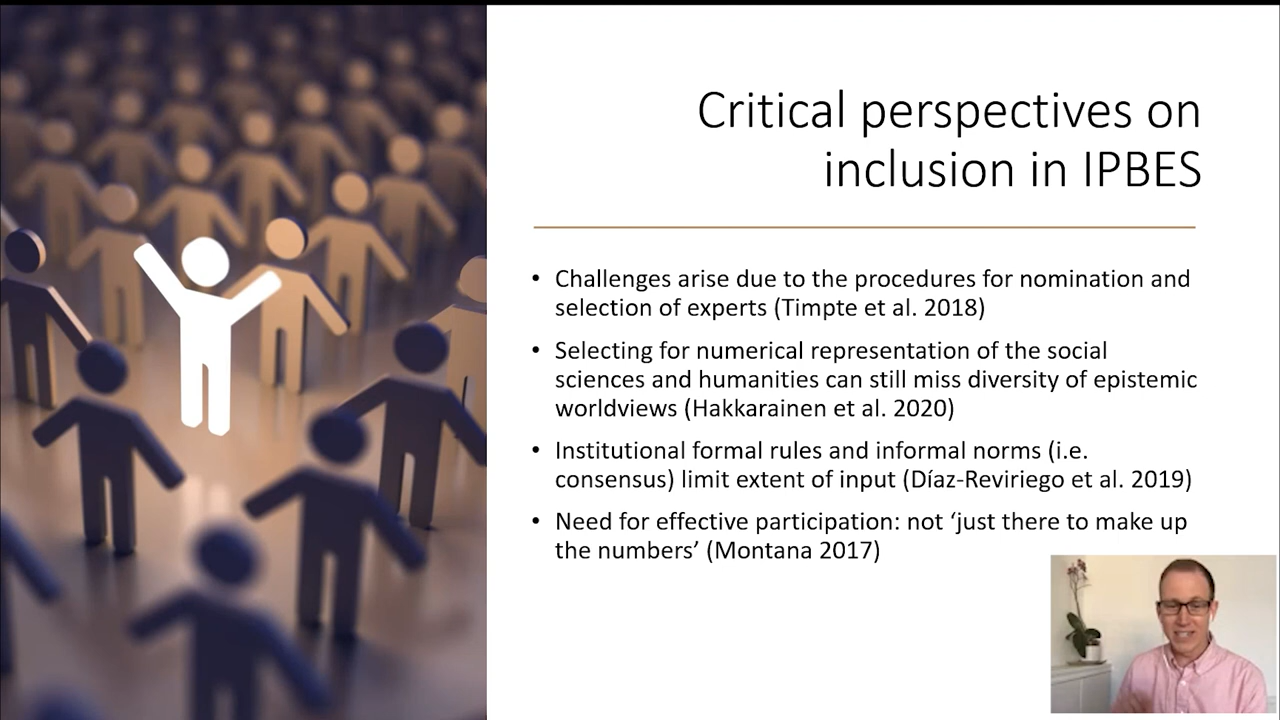 Critical perspectives on
inclusion in IPBES
• Challenges arise due to the procedures for nomination and
selection of experts (Timpte et al. 2018)
• Selecting for numerical representation of the social
sciences and humanities can still miss diversity of epistemic
worldviews (Hakkarainen et al. 2020)
• Institutional formal rules and informal norms (i.e.
consensus) limit extent of input (Díaz-Reviriego et al. 2019)
• Need for effective participation: not ‘just there to make up
the numbers’ (Montana 2017)